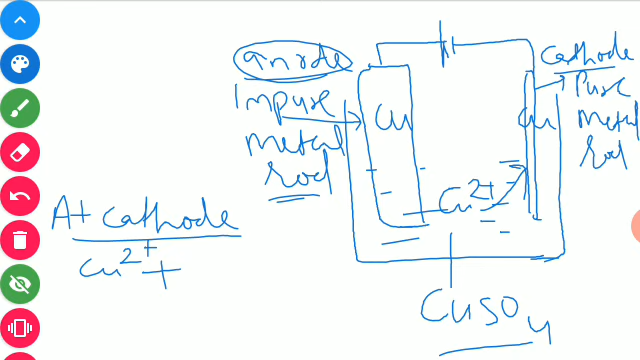 anode
Impure
metal
rod
Cu
Cu
Cathode
Pure
metal
rod
Cu2+
At cathode
Cu2+ +
CuSO4